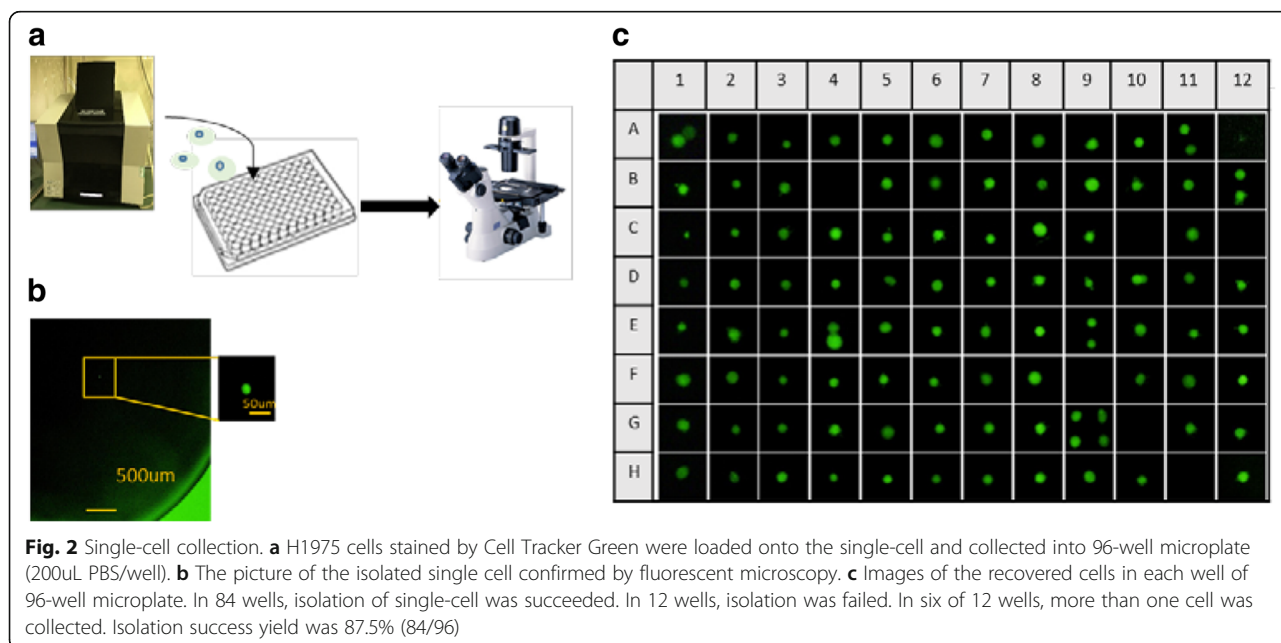 a
c
1 2 3 4 5 6 7 8 9 10 11 12
A
B
C
D
E
F
G
H
b
50um
500um
Fig. 2 Single-cell collection. a H1975 cells stained by Cell Tracker Green were loaded onto the single-cell and collected into 96-well microplate
(200uL PBS/well). b The picture of the isolated single cell confirmed by fluorescent microscopy. c Images of the recovered cells in each well of
96-well microplate. In 84 wells, isolation of single-cell was succeeded. In 12 wells, isolation was failed. In six of 12 wells, more than one cell was
collected. Isolation success yield was 87.5% (84/96)